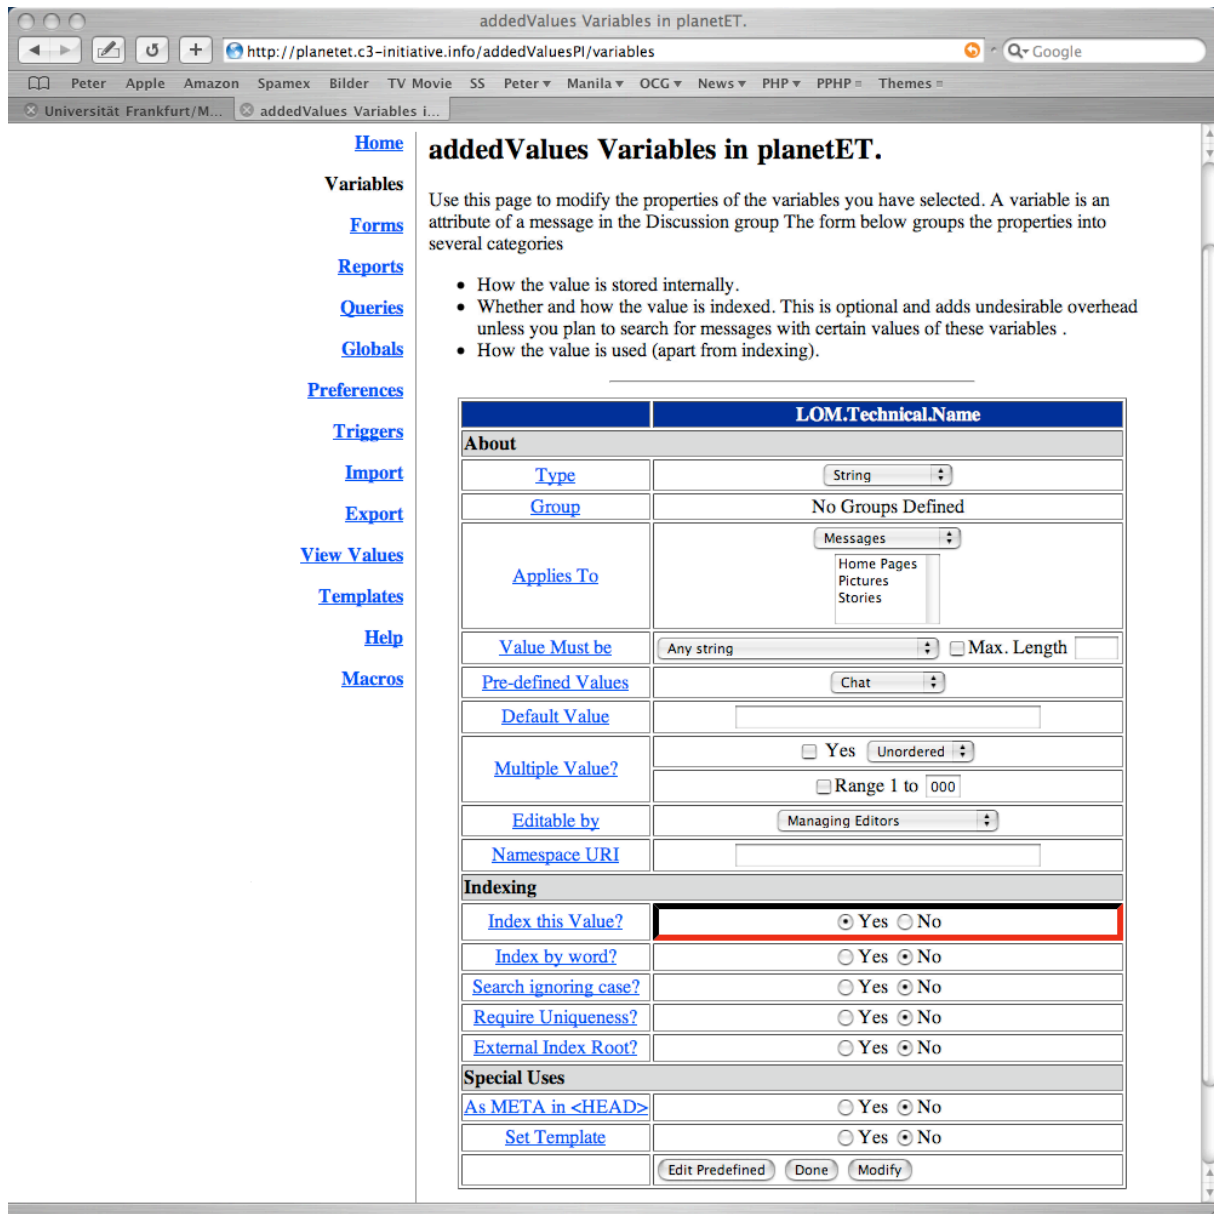 addedValues Variables in planetET.
http://planetet.c3-initiative.info/addedValuesPI/variables
Google
Peter Apple Amazon Spamex Bilder TV Movie SS Peter Manila OCG News PHP PPHP Themes
Universität Frankfurt/M... addedValues Variables i...
Home
Variables
Forms
Reports
Queries
Globals
Preferences
Triggers
Import
Export
View Values
Templates
Help
Macros
addedValues Variables in planetET.
Use this page to modify the properties of the variables you have selected. A variable is an
attribute of a message in the Discussion group The form below groups the properties into
several categories
• How the value is stored internally.
• Whether and how the value is indexed. This is optional and adds undesirable overhead
unless you plan to search for messages with certain values of these variables .
• How the value is used (apart from indexing).
LOM.Technical.Name
About
Type String
Group No Groups Defined
Applies To Messages
Home Pages
Pictures
Stories
Value Must be Any string Max. Length
Pre-defined Values Chat
Default Value
Multiple Value? Yes Unordered
Range 1 to 000
Editable by Managing Editors
Namespace URI
Indexing
Index this Value? Yes No
Index by word? Yes No
Search ignoring case? Yes No
Require Uniqueness? Yes No
External Index Root? Yes No
Special Uses
As META in <HEAD> Yes No
Set Template Yes No
Edit Predefined Done Modify